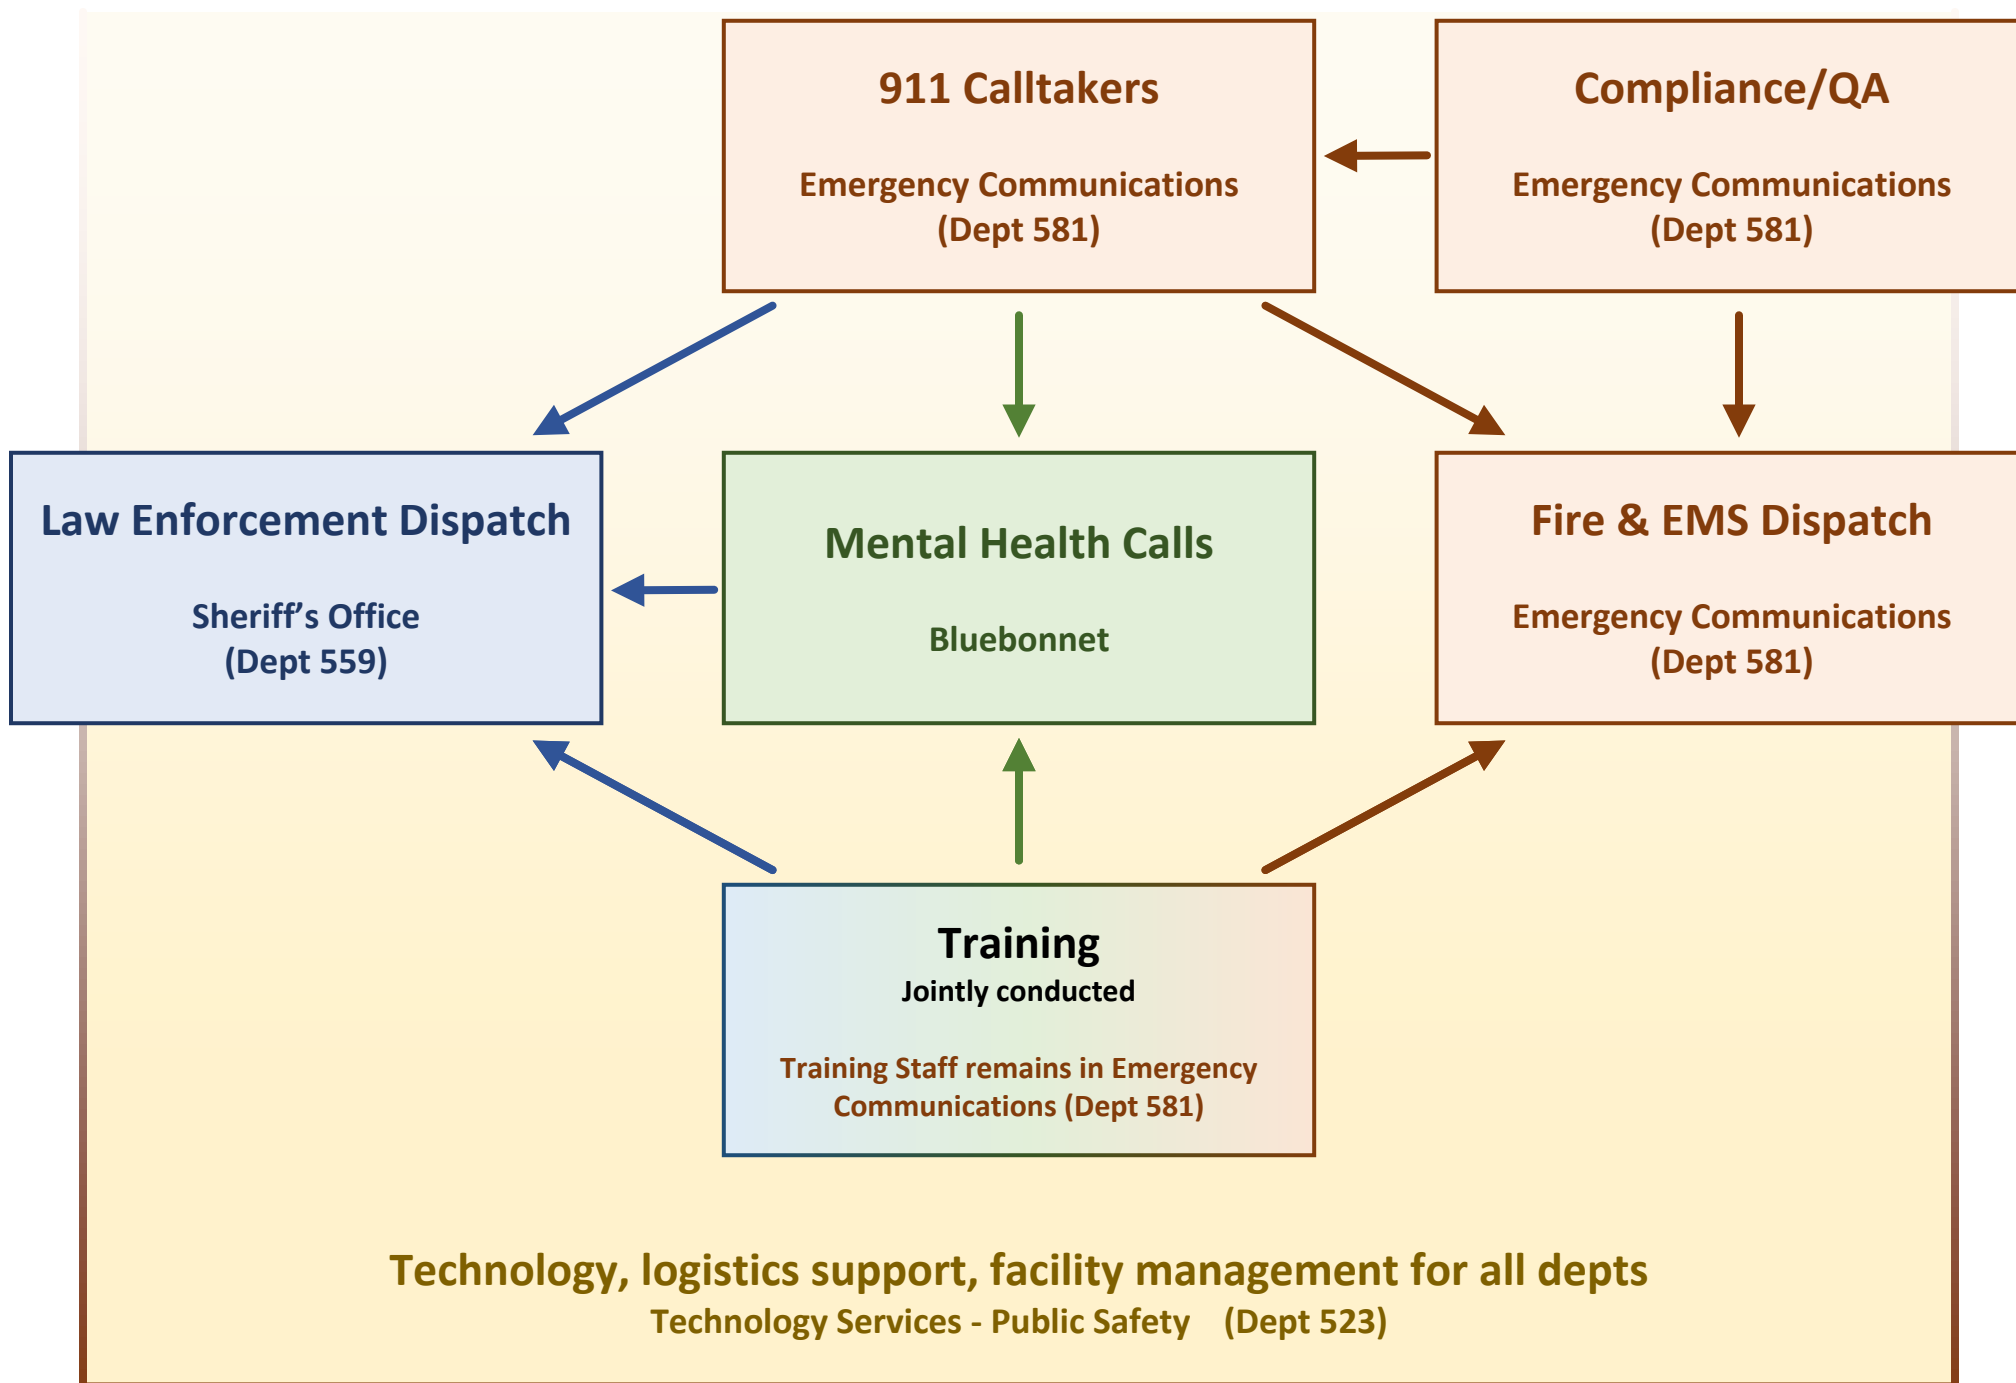 911 Calltakers
Emergency Communications
(Dept 581)
Compliance/QA
Emergency Communications
(Dept 581)
Law Enforcement Dispatch
Sheriff’s Office
(Dept 559)
Mental Health Calls
Bluebonnet
Fire & EMS Dispatch
Emergency Communications
(Dept 581)
Training
Jointly conducted
Training Staff remains in Emergency
Communications (Dept 581)
Technology, logistics support, facility management for all depts
Technology Services - Public Safety (Dept 523)